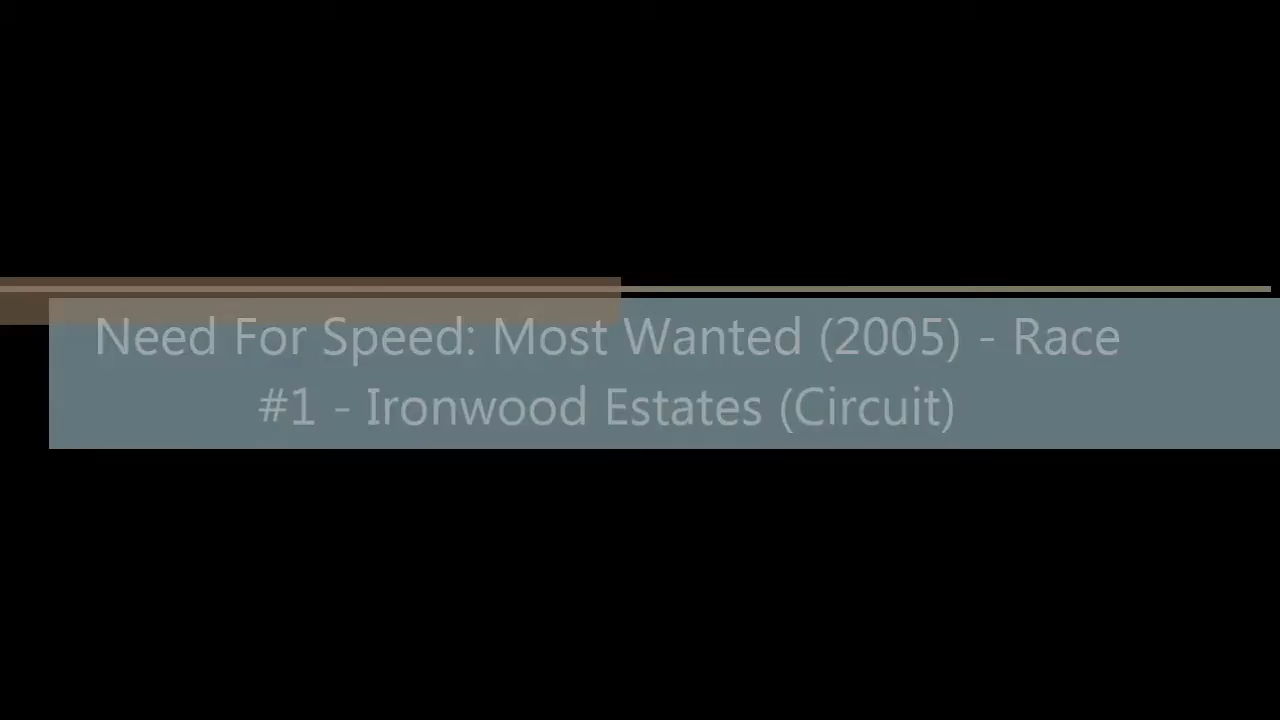 Need For Speed: Most Wanted (2005) - Race
#1 - Ironwood Estates (Circuit)